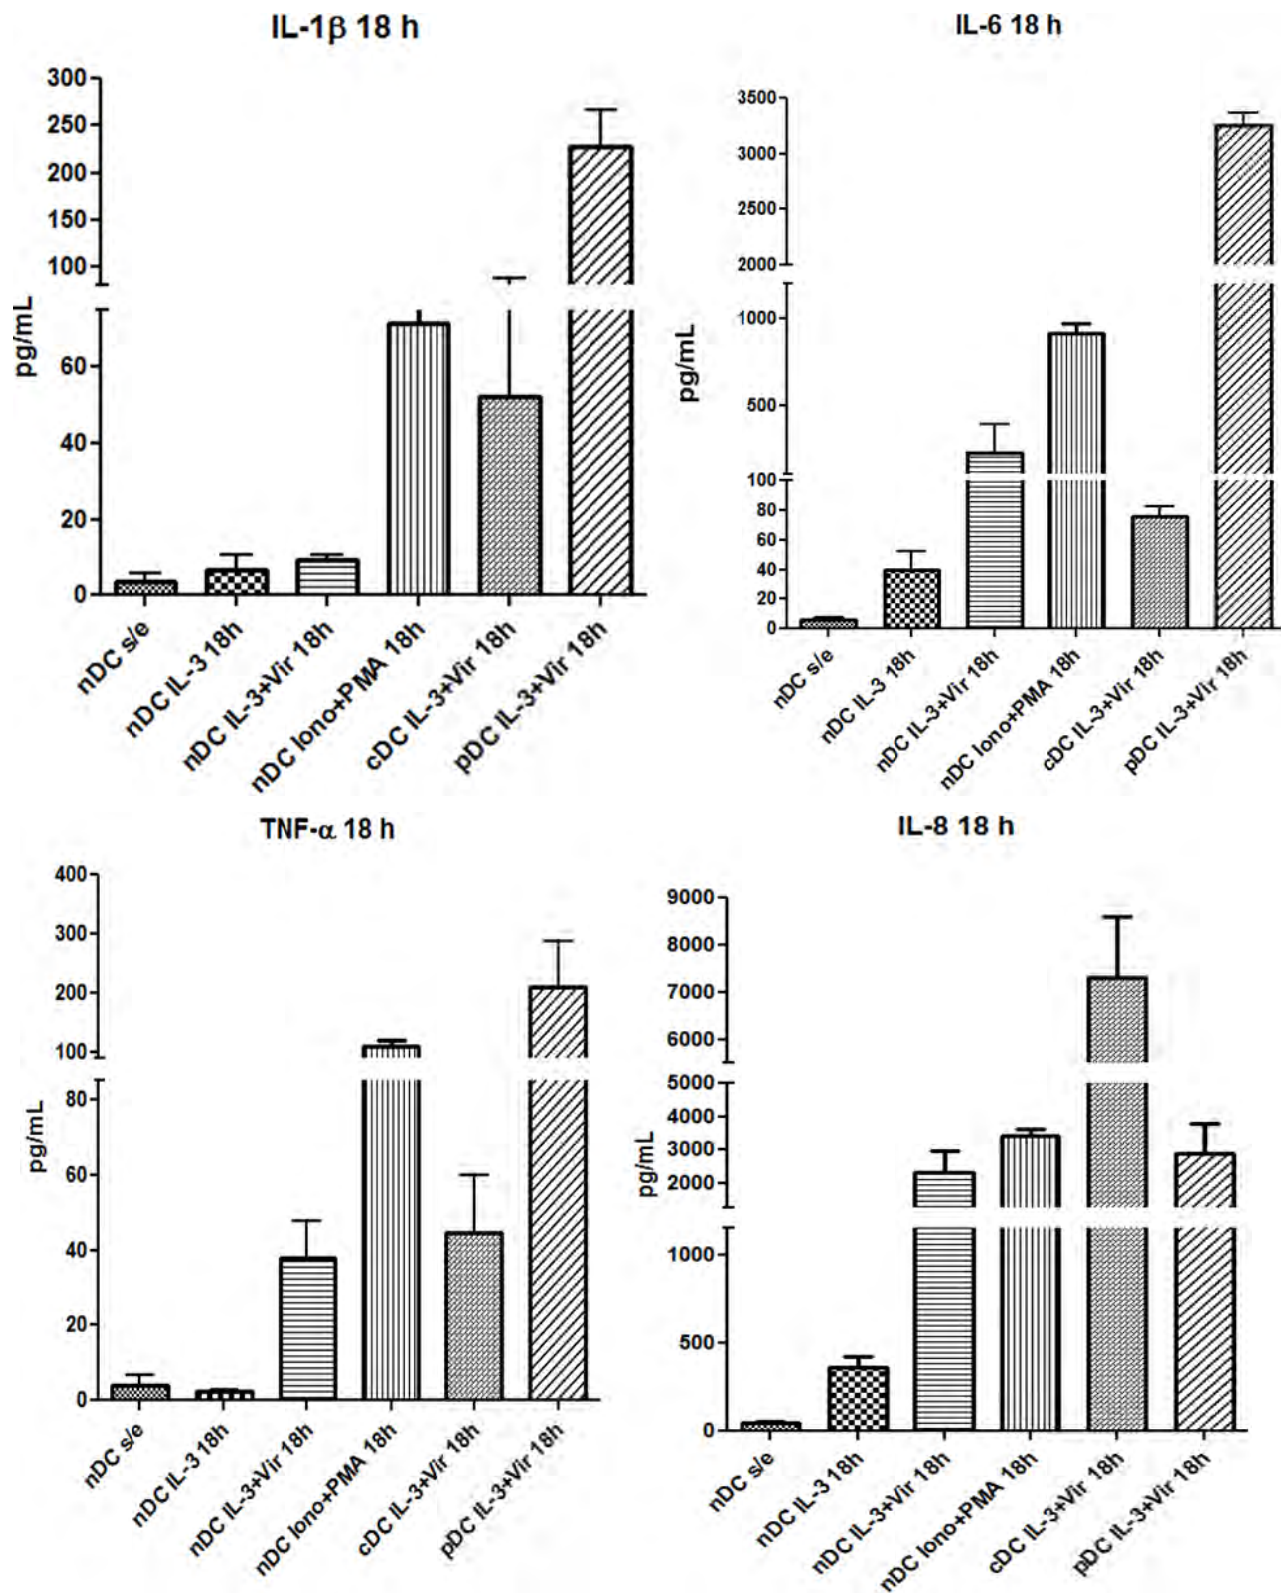 IL-1β 18 h
300
250
200
150
100
60
40
20
0
pg/mL
nDC s/e
nDC IL-3 18h
nDC IL-3+Vir 18h
nDC Iono+PMA 18h
cDC IL-3+Vir 18h
pDC IL-3+Vir 18h
IL-6 18 h
3500
3000
2500
2000
1000
500
100
80
60
40
20
0
pg/mL
nDC s/e
nDC IL-3 18h
nDC IL-3+Vir 18h
nDC Iono+PMA 18h
cDC IL-3+Vir 18h
pDC IL-3+Vir 18h
TNF-α 18 h
400
300
200
100
80
60
40
20
0
pg/mL
nDC s/e
nDC IL-3 18h
nDC IL-3+Vir 18h
nDC Iono+PMA 18h
cDC IL-3+Vir 18h
pDC IL-3+Vir 18h
IL-8 18 h
9000
8000
7000
6000
5000
4000
3000
2000
1000
500
0
pg/mL
nDC s/e
nDC IL-3 18h
nDC IL-3+Vir 18h
nDC Iono+PMA 18h
cDC IL-3+Vir 18h
pDC IL-3+Vir 18h